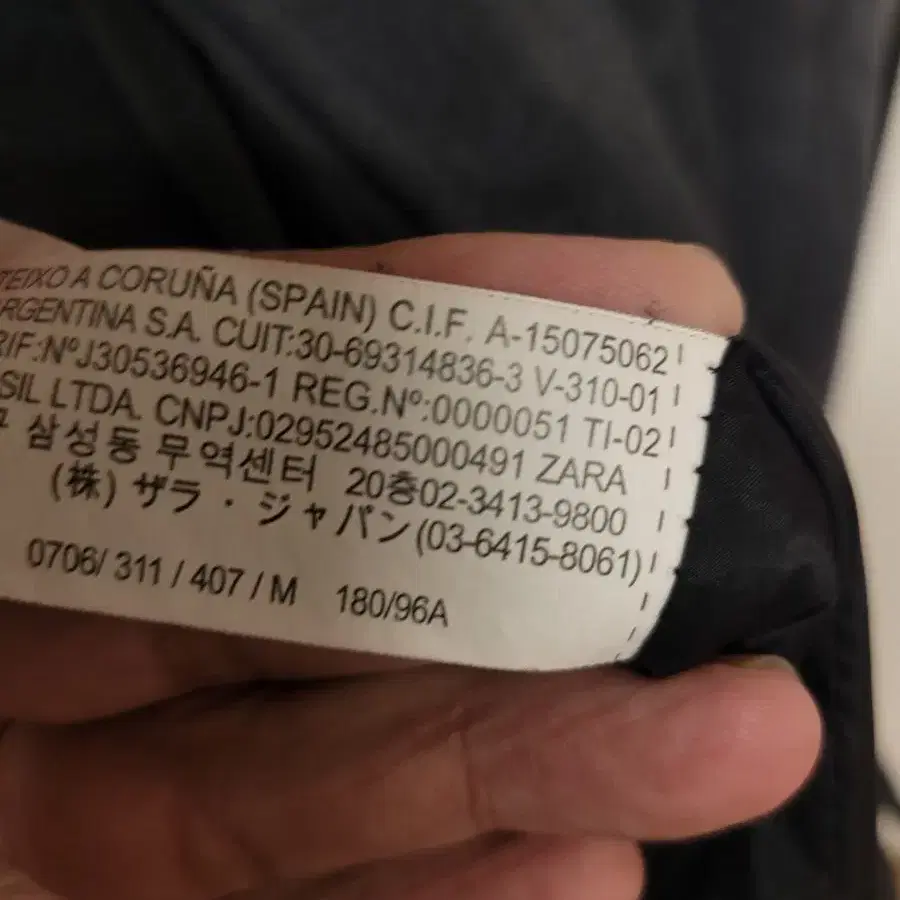 TEIXO A CORUÑA (SPAIN) C.I.F. A-15075062
ARGENTINA S.A. CUIT:30-69314836-3 V-310-01
RIF:NºJ30536946-1 REG.Nº:0000051 TI-02
SIL LTDA. CNPJ:02952485000491 ZARA
삼성동 무역센터 20층02-3413-9800
(株) ザラ・ジャパン(03-6415-8061)
0706/ 311 / 407 / M 180/96A